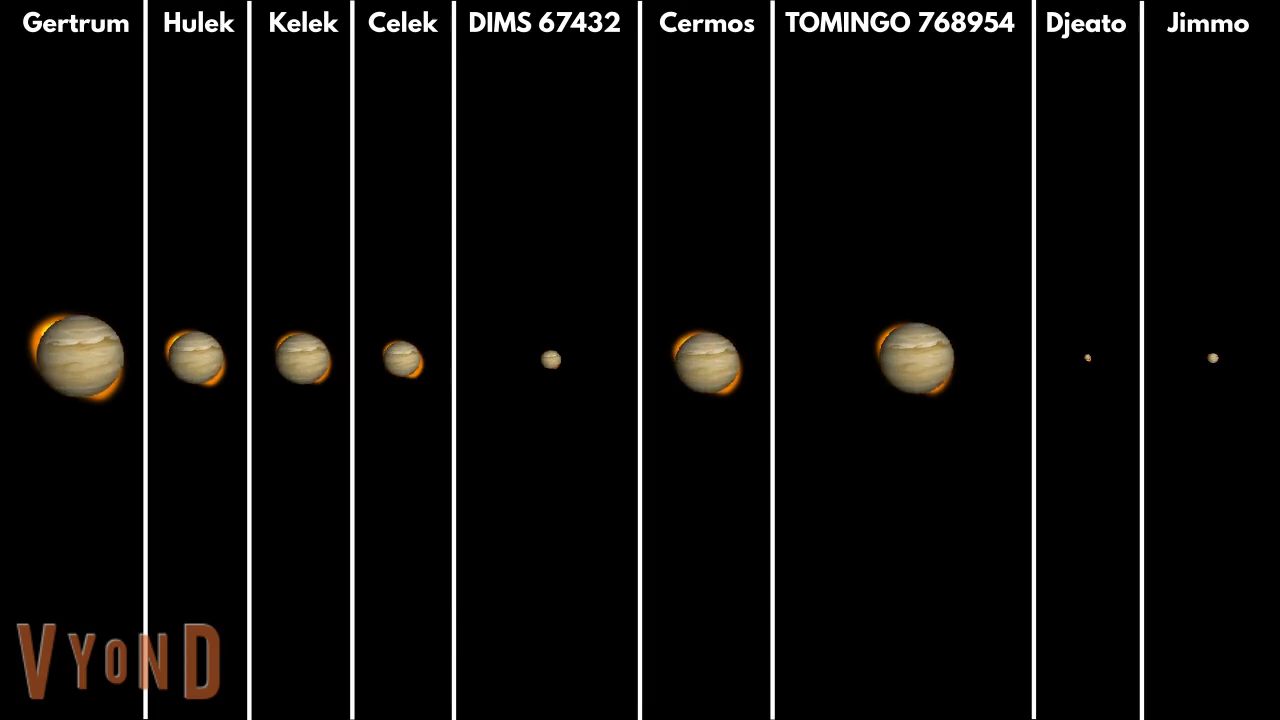 Gertrum
Hulek
Kelek
Celek
DIMS 67432
Cermos
TOMINGO 768954
Djeato
Jimmo
VYOND